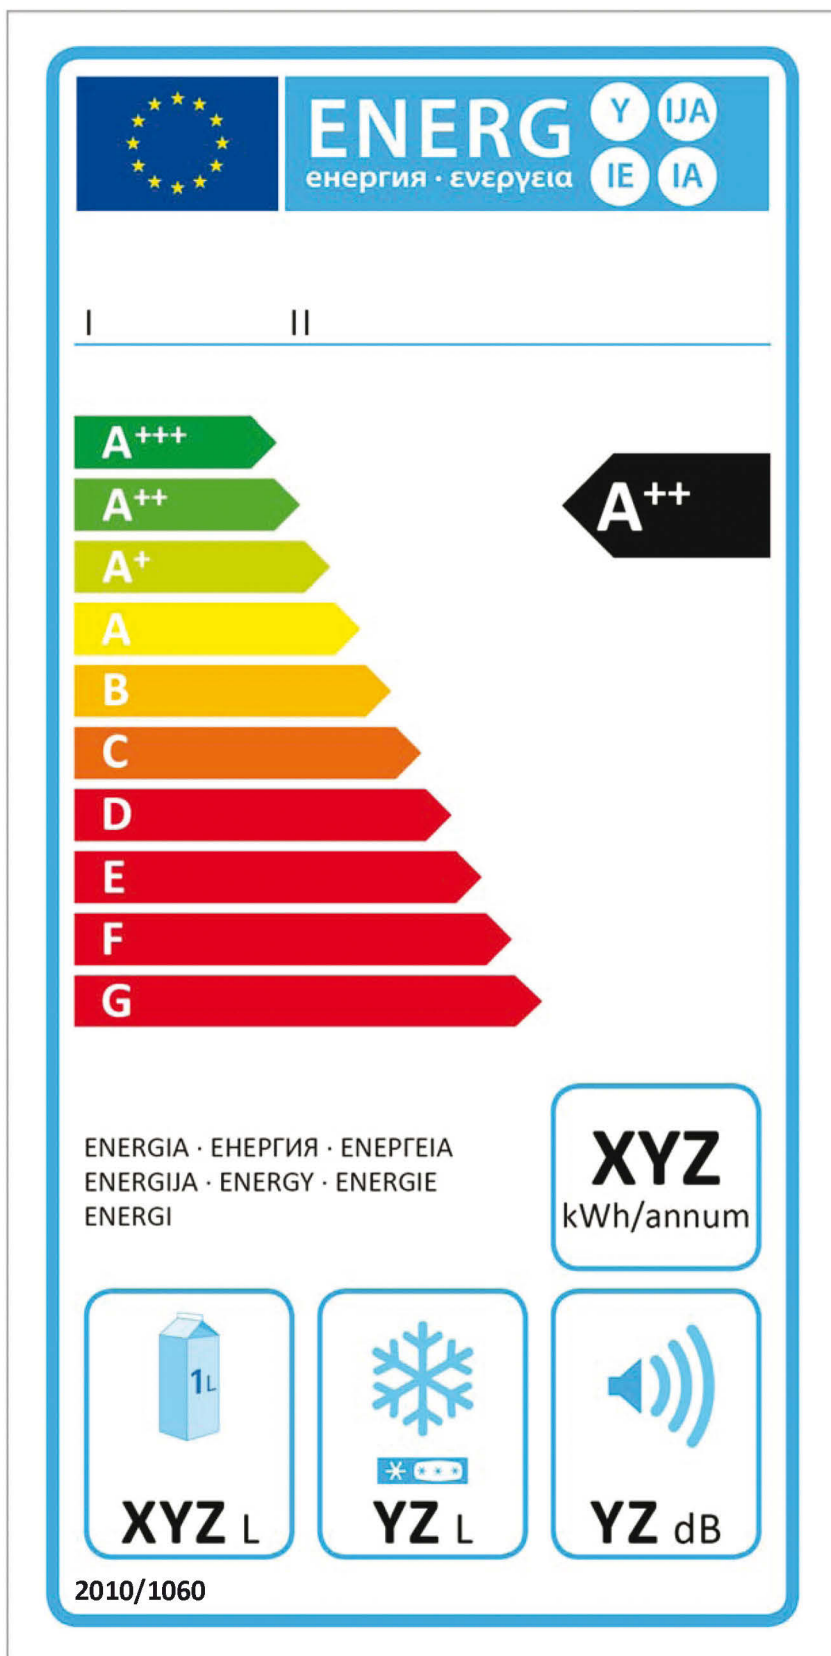 ENERG Y IJA
енергия · ενεργεια IE IA
I II
A+++
A++
A++
A+
A
B
C
D
E
F
G
ENERGIA · ЕНЕРГИЯ · ΕΝΕΡΓΕΙΑ
ENERGIJA · ENERGY · ENERGIE
ENERGI
XYZ
kWh/annum
1L
XYZ L
YZ L
YZ dB
2010/1060